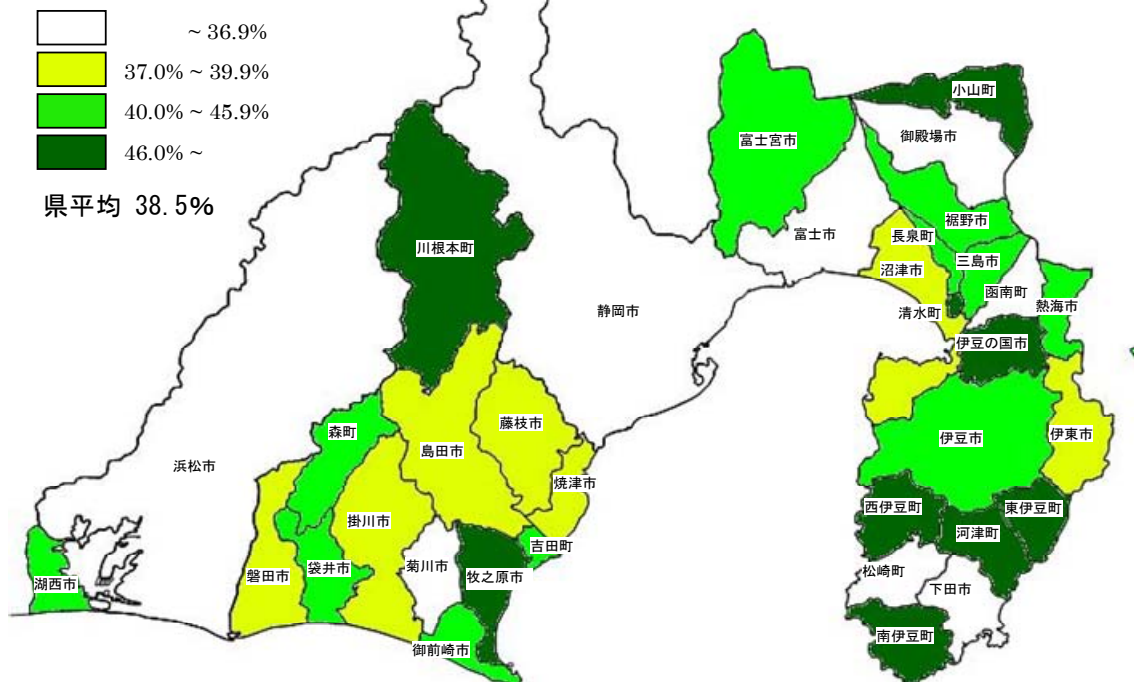 ~ 36.9%
37.0% ~ 39.9%
40.0% ~ 45.9%
46.0% ~
県平均 38.5%
小山町
御殿場市
富士宮市
裾野市
富士市
長泉町
三島市
沼津市
函南町
熱海市
清水町
伊豆の国市
川根本町
静岡市
伊豆市
伊東市
藤枝市
島田市
森町
浜松市
焼津市
西伊豆町
東伊豆町
河津町
掛川市
吉田町
菊川市
牧之原市
袋井市
磐田市
湖西市
松崎町
下田市
南伊豆町
御前崎市